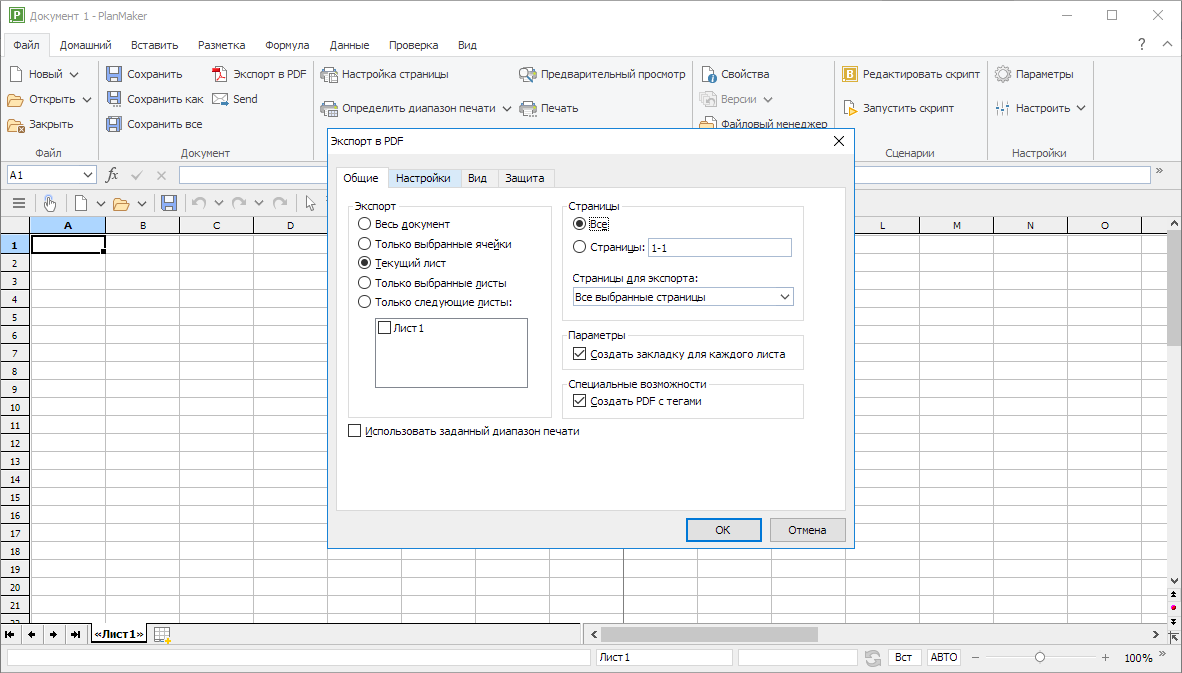 P Документ 1 - PlanMaker
Файл Домашний Вставить Разметка Формула Данные Проверка Вид ?
Новый Сохранить Экспорт в PDF Настройка страницы Предварительный просмотр Свойства B Редактировать скрипт Параметры
Открыть Сохранить как Send Определить диапазон печати Печать Версии Запустить скрипт Настроить
Закрыть Сохранить все Файловый менеджер
Файл Документ Сценарии Настройки
A1 fx »
Экспорт в PDF
Общие Настройки Вид Защита
Экспорт
Весь документ
Только выбранные ячейки
Текущий лист
Только выбранные листы
Только следующие листы:
Лист1
Использовать заданный диапазон печати
Страницы
Все
Страницы: 1-1
Страницы для экспорта:
Все выбранные страницы
Параметры
Создать закладку для каждого листа
Специальные возможности
Создать PDF с тегами
ОК Отмена
A B C D L M N O
1
2
3
4
5
6
7
8
9
10
11
12
13
14
15
16
17
18
19
20
21
«Лист1»
Лист1 Вст АВТО 100% »